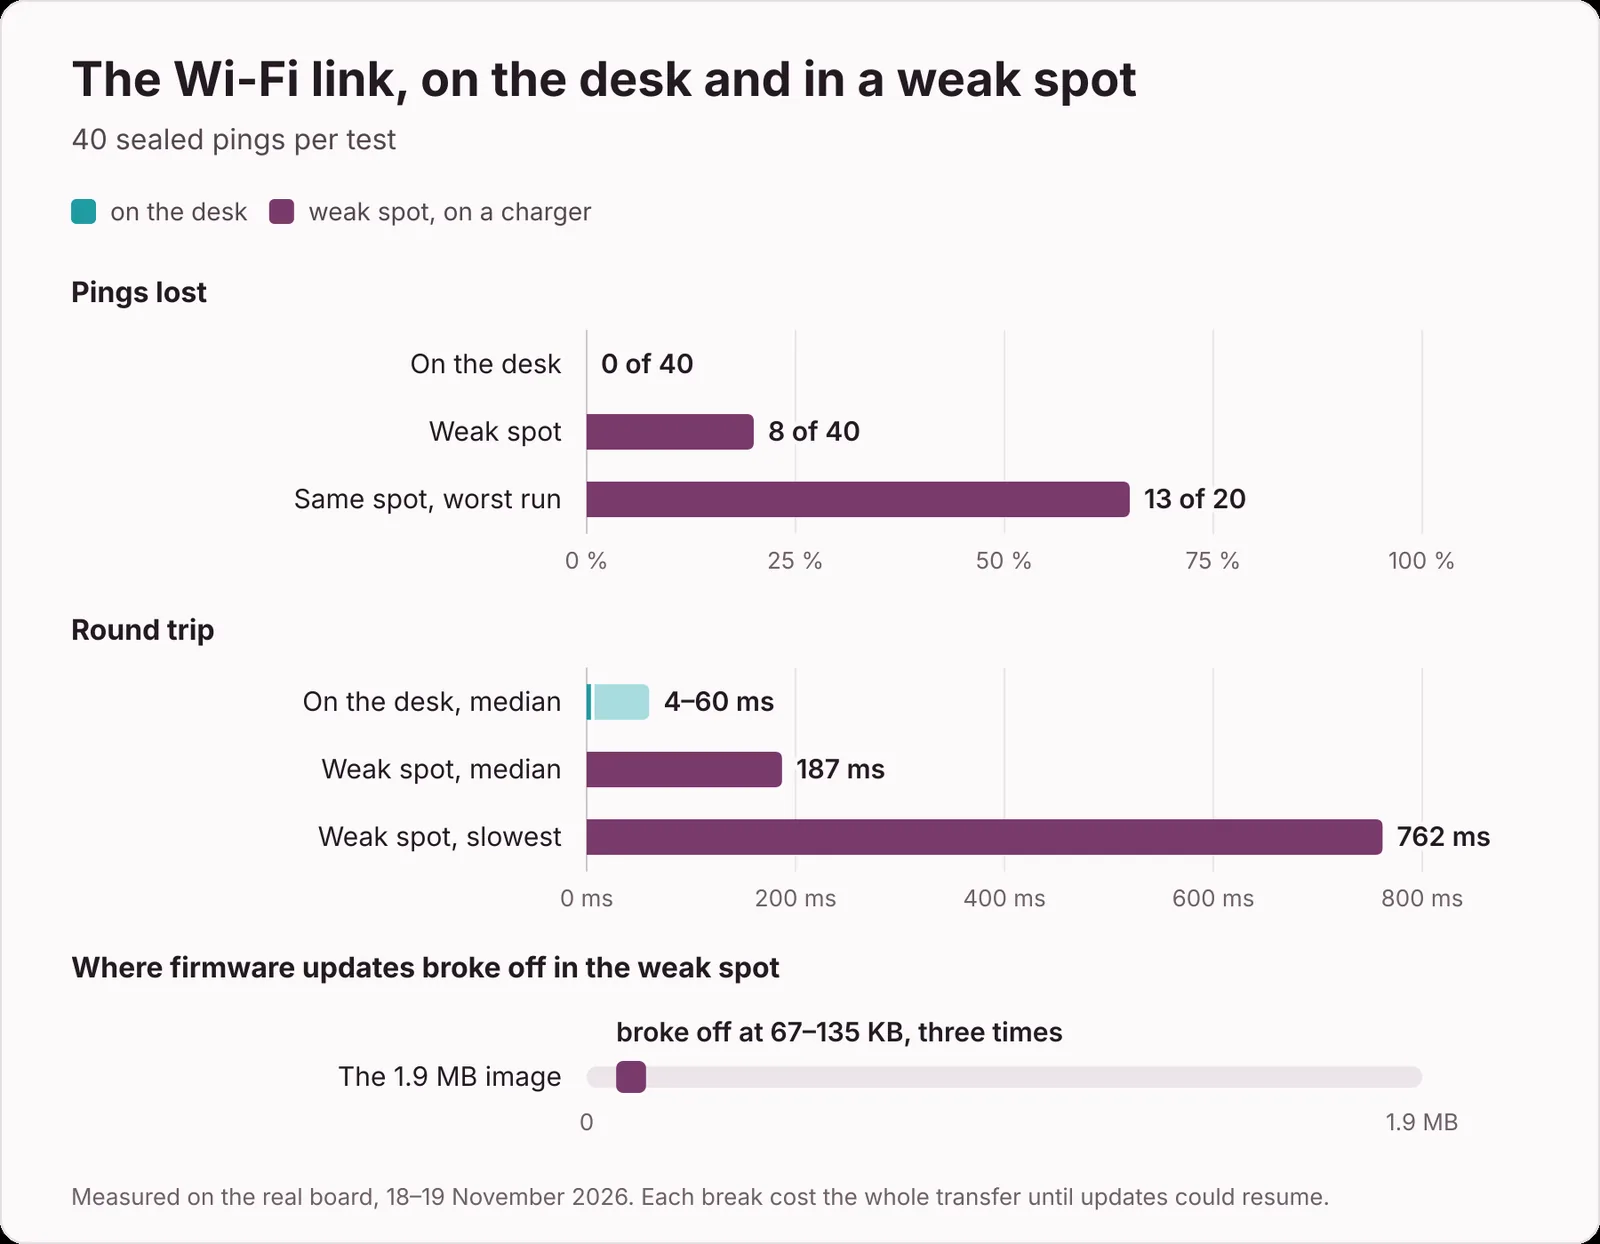 The Wi-Fi link, on the desk and in a weak spot
40 sealed pings per test
on the desk
weak spot, on a charger
Pings lost
On the desk
0 of 40
Weak spot
8 of 40
Same spot, worst run
13 of 20
0 %
25 %
50 %
75 %
100 %
Round trip
On the desk, median
4–60 ms
Weak spot, median
187 ms
Weak spot, slowest
762 ms
0 ms
200 ms
400 ms
600 ms
800 ms
Where firmware updates broke off in the weak spot
broke off at 67–135 KB, three times
The 1.9 MB image
0
1.9 MB
Measured on the real board, 18–19 November 2026. Each break cost the whole transfer until updates could resume.